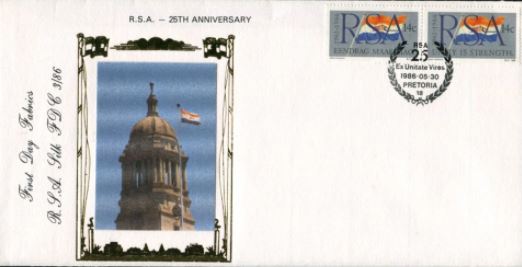 R.S.A. - 25TH ANNIVERSARY
First Day Fabrics
R.S.A. Silk FDC 3/86
RSA 14c
EENDRAG MAAK
RSA 14c
UNITY IS STRENGTH
RSA
25
Ex Unitate Vires
1986-05-30
PRETORIA